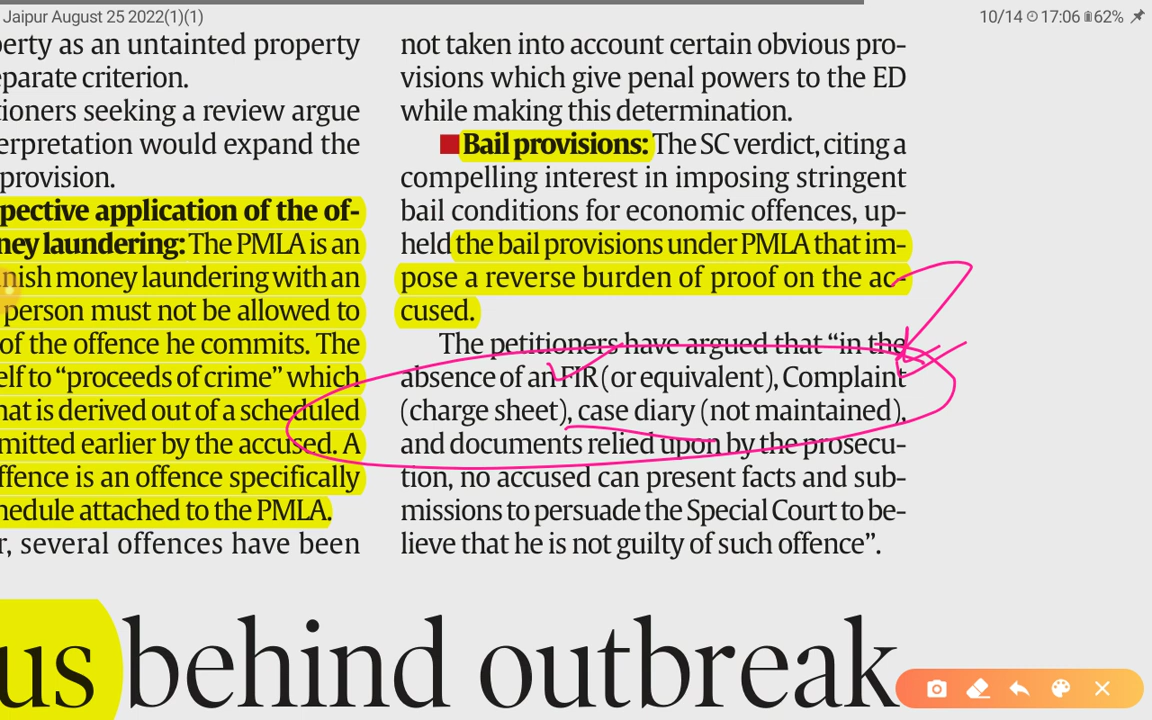 Jaipur August 25 2022(1)(1)
10/14 17:06 62%
perty as an untainted property
eparate criterion.
tioners seeking a review argue
erpretation would expand the
provision.
spective application of the of-
ney laundering: The PMLA is an
nish money laundering with an
person must not be allowed to
of the offence he commits. The
elf to “proceeds of crime” which
hat is derived out of a scheduled
mitted earlier by the accused. A
ffence is an offence specifically
hedule attached to the PMLA.
r, several offences have been
not taken into account certain obvious pro-
visions which give penal powers to the ED
while making this determination.
Bail provisions: The SC verdict, citing a
compelling interest in imposing stringent
bail conditions for economic offences, up-
held the bail provisions under PMLA that im-
pose a reverse burden of proof on the ac-
cused.
The petitioners have argued that “in the
absence of an FIR (or equivalent), Complaint
(charge sheet), case diary (not maintained),
and documents relied upon by the prosecu-
tion, no accused can present facts and sub-
missions to persuade the Special Court to be-
lieve that he is not guilty of such offence”.
us behind outbreak